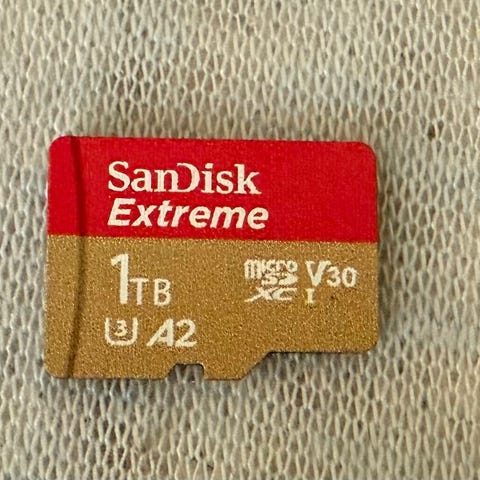 SanDisk
Extreme
1TB
micro SD XC I V30
U3 A2